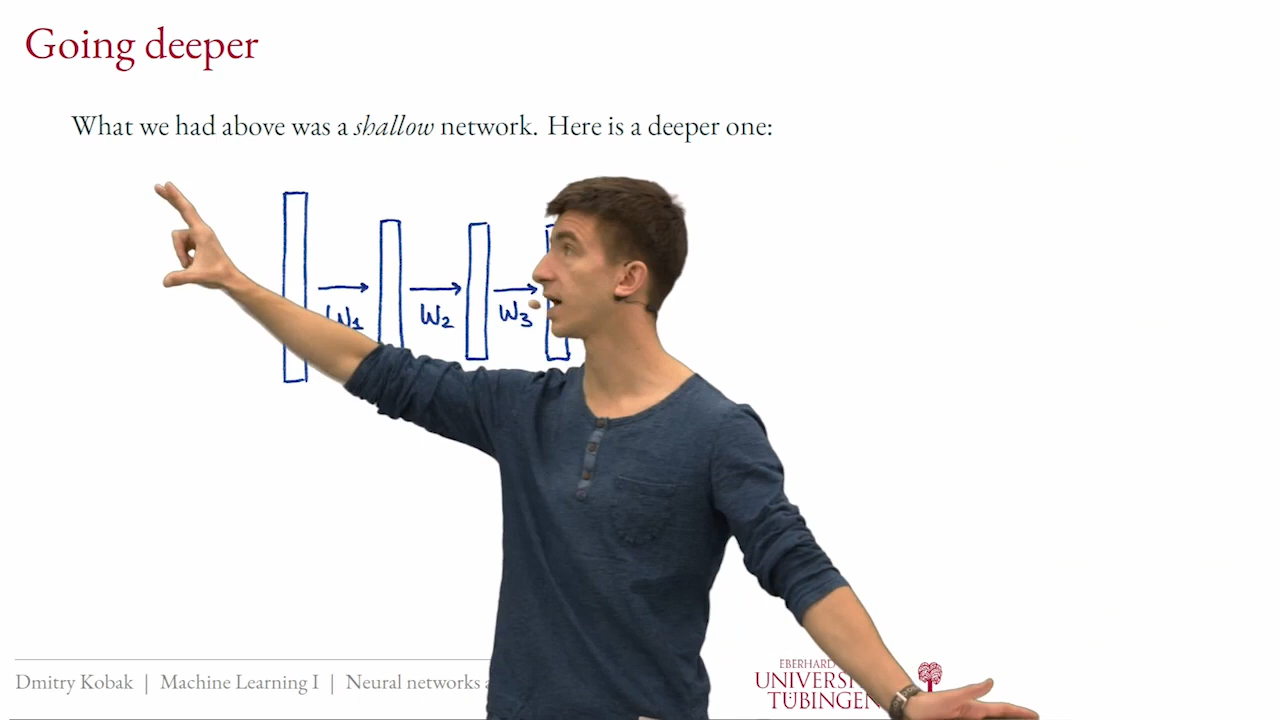 Going deeper
What we had above was a shallow network. Here is a deeper one:
W₁ W₂ W₃
Dmitry Kobak | Machine Learning I | Neural networks
EBERHARD
TÜBINGEN